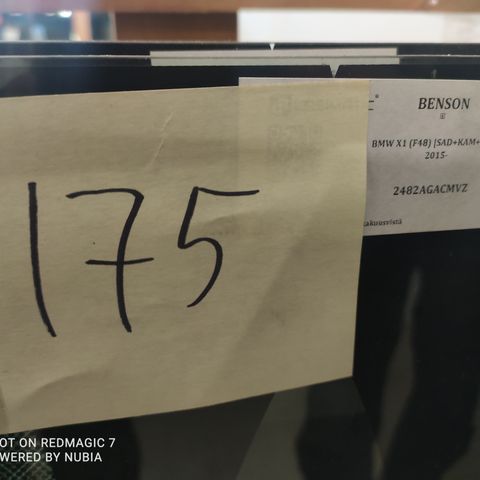 175
BENSON
BMW X1 (F48) [SAD+KAM+
2015-
2482AGACMVZ
takuusvistä
OT ON REDMAGIC 7
WERED BY NUBIA